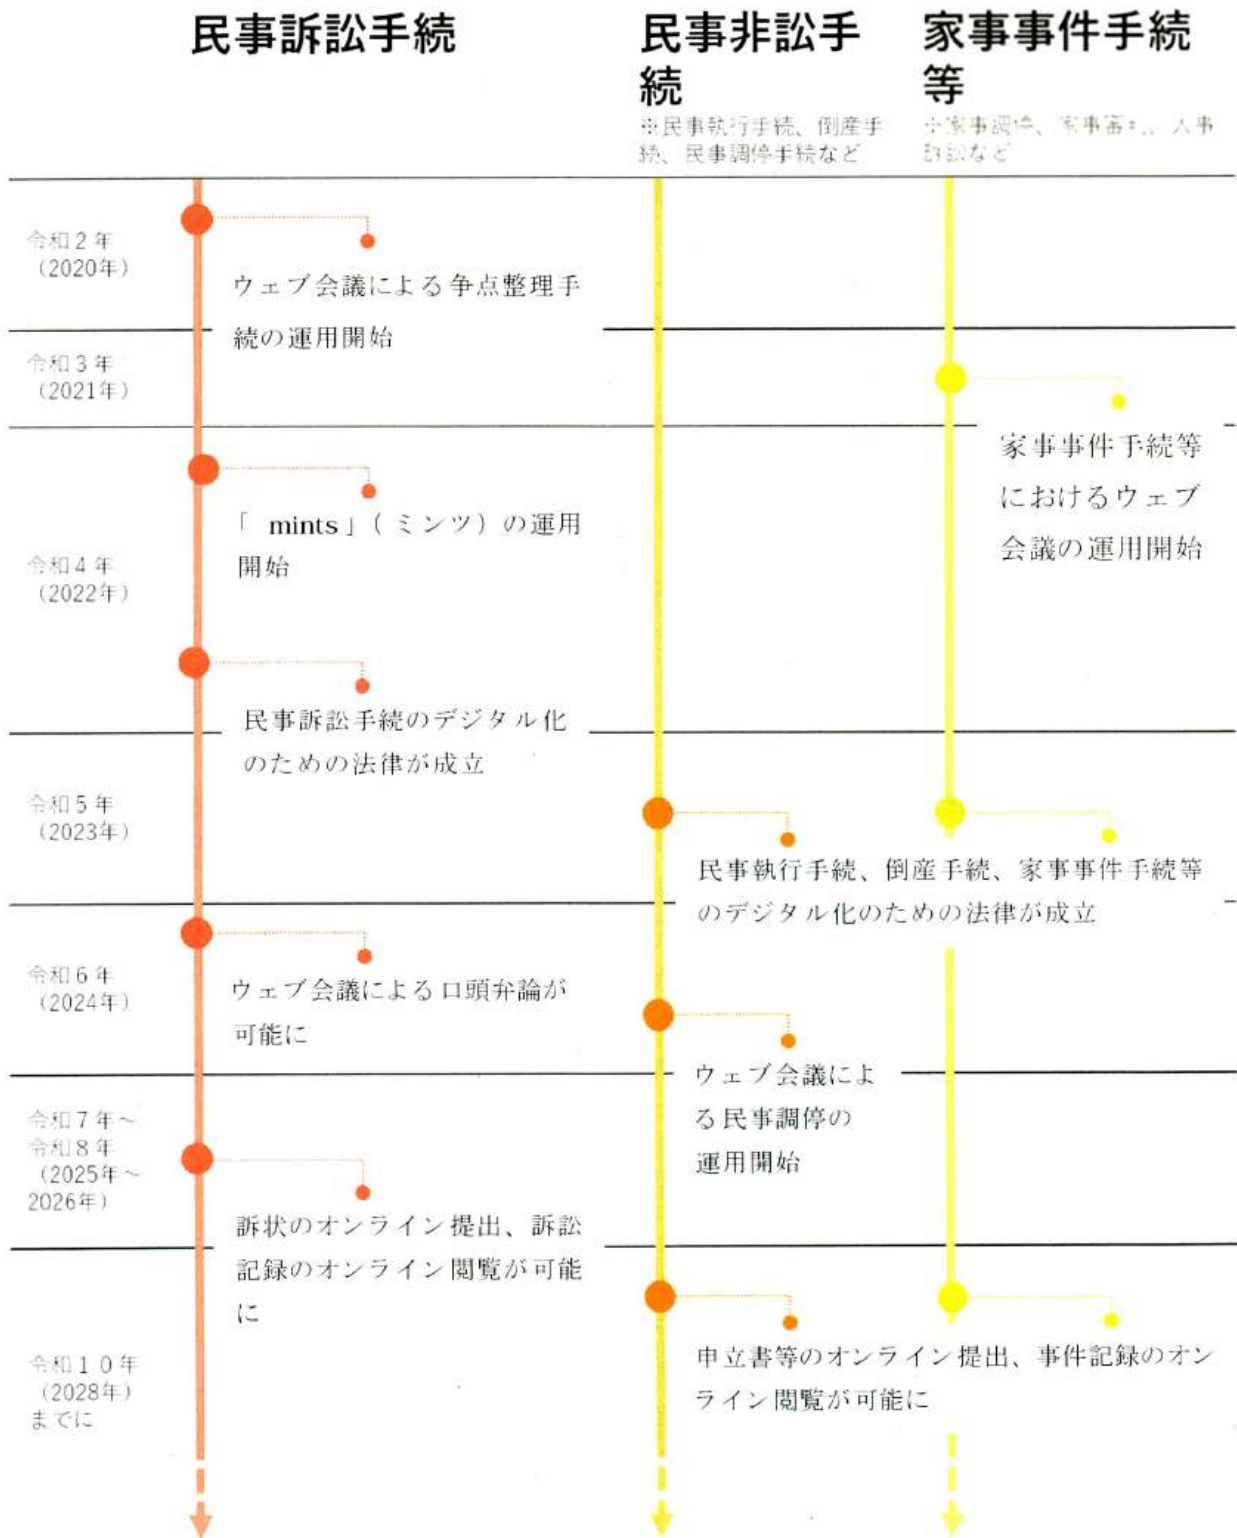 民事訴訟手続
民事非訟手
続
※民事執行手続、倒産手
続、民事調停手続など
家事事件手続
等
※家事調停、家事審判、人事
訴訟など
令和２年
（2020年）
ウェブ会議による争点整理手
続の運用開始
令和３年
（2021年）
家事事件手続等
におけるウェブ
会議の運用開始
令和４年
（2022年）
「 mints」（ミンツ）の運用
開始
民事訴訟手続のデジタル化
のための法律が成立
令和５年
（2023年）
民事執行手続、倒産手続、家事事件手続等
のデジタル化のための法律が成立
令和６年
（2024年）
ウェブ会議による口頭弁論が
可能に
ウェブ会議によ
る民事調停の
運用開始
令和７年～
令和８年
（2025年～
2026年）
訴状のオンライン提出、訴訟
記録のオンライン閲覧が可能
に
令和１０年
（2028年）
までに
申立書等のオンライン提出、事件記録のオン
ライン閲覧が可能に